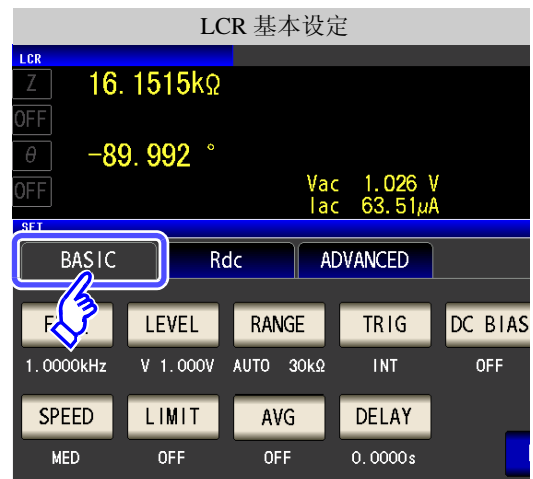 LCR 基本设定
LCR
Z 16.1515kΩ
OFF
θ -89.992 °
OFF
Vac 1.026 V
Iac 63.51μA
SET
BASIC Rdc ADVANCED
LEVEL RANGE TRIG DC BIAS
1.0000kHz V 1.000V AUTO 30kΩ INT OFF
SPEED LIMIT AVG DELAY
MED OFF OFF 0.0000s